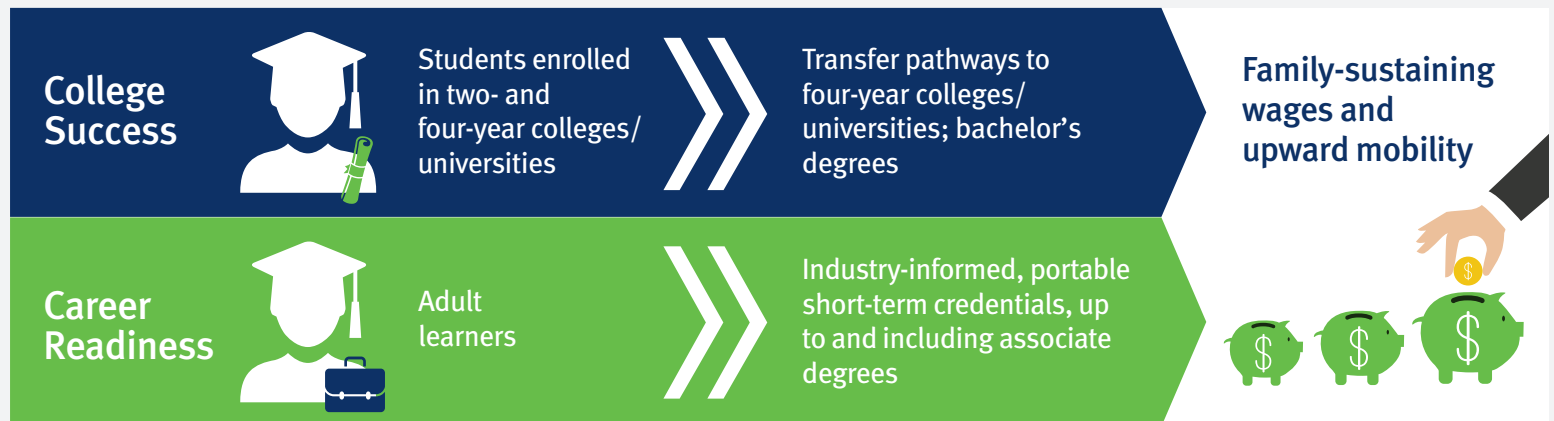 College
Success
Students enrolled
in two- and
four-year colleges/
universities
Transfer pathways to
four-year colleges/
universities; bachelor’s
degrees
Family-sustaining
wages and
upward mobility
Career
Readiness
Adult
learners
Industry-informed, portable
short-term credentials, up
to and including associate
degrees
$
$
$
$